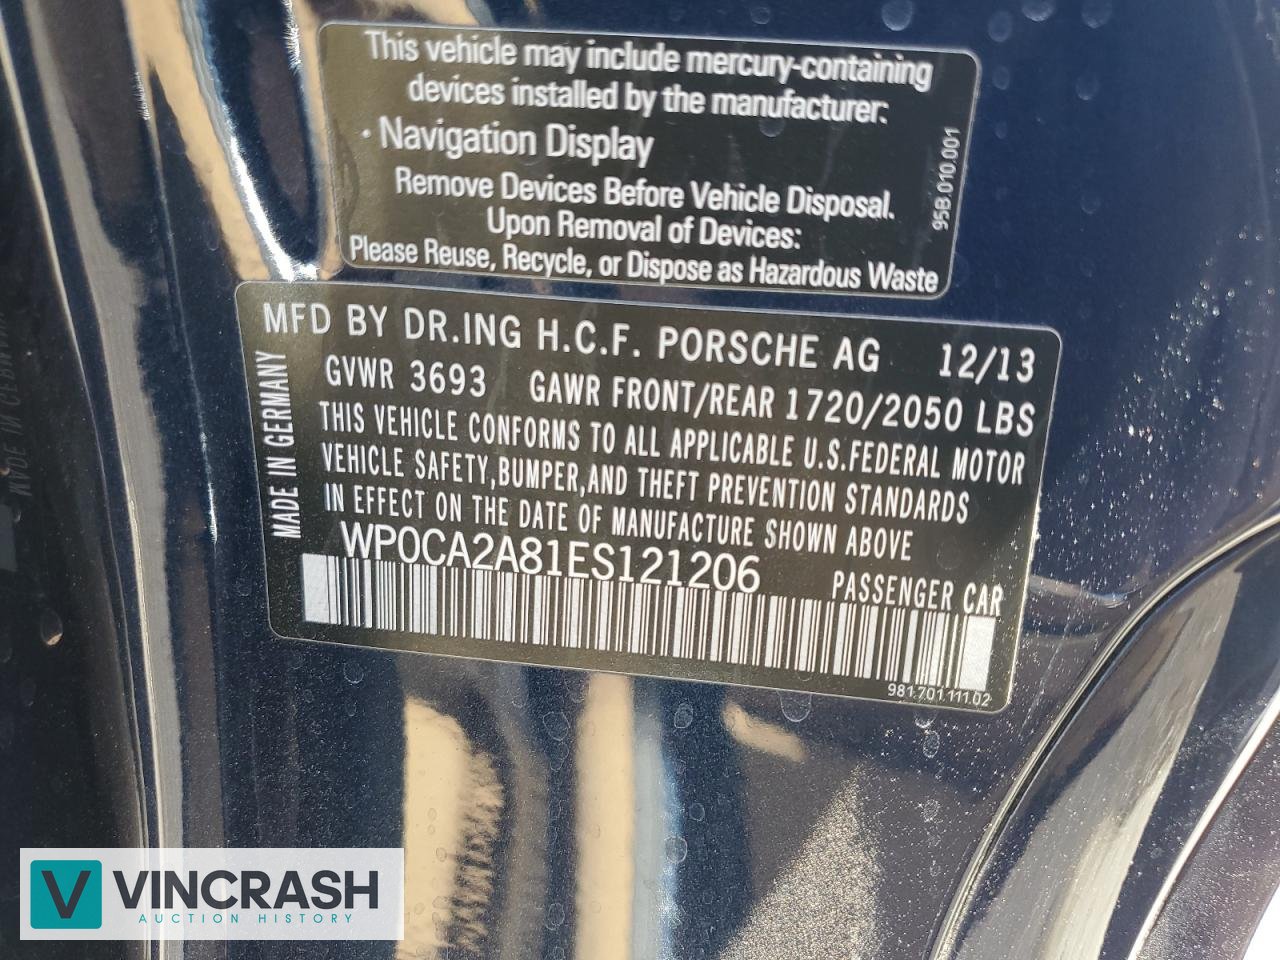 This vehicle may include mercury-containing
devices installed by the manufacturer:
· Navigation Display
Remove Devices Before Vehicle Disposal.
Upon Removal of Devices:
Please Reuse, Recycle, or Dispose as Hazardous Waste
95B.010.001
MFD BY DR.ING H.C.F. PORSCHE AG 12/13
GVWR 3693 GAWR FRONT/REAR 1720/2050 LBS
THIS VEHICLE CONFORMS TO ALL APPLICABLE U.S.FEDERAL MOTOR
VEHICLE SAFETY,BUMPER,AND THEFT PREVENTION STANDARDS
IN EFFECT ON THE DATE OF MANUFACTURE SHOWN ABOVE
WP0CA2A81ES121206 PASSENGER CAR
MADE IN GERMANY
981.701.111.02
V VINCRASH
AUCTION HISTORY